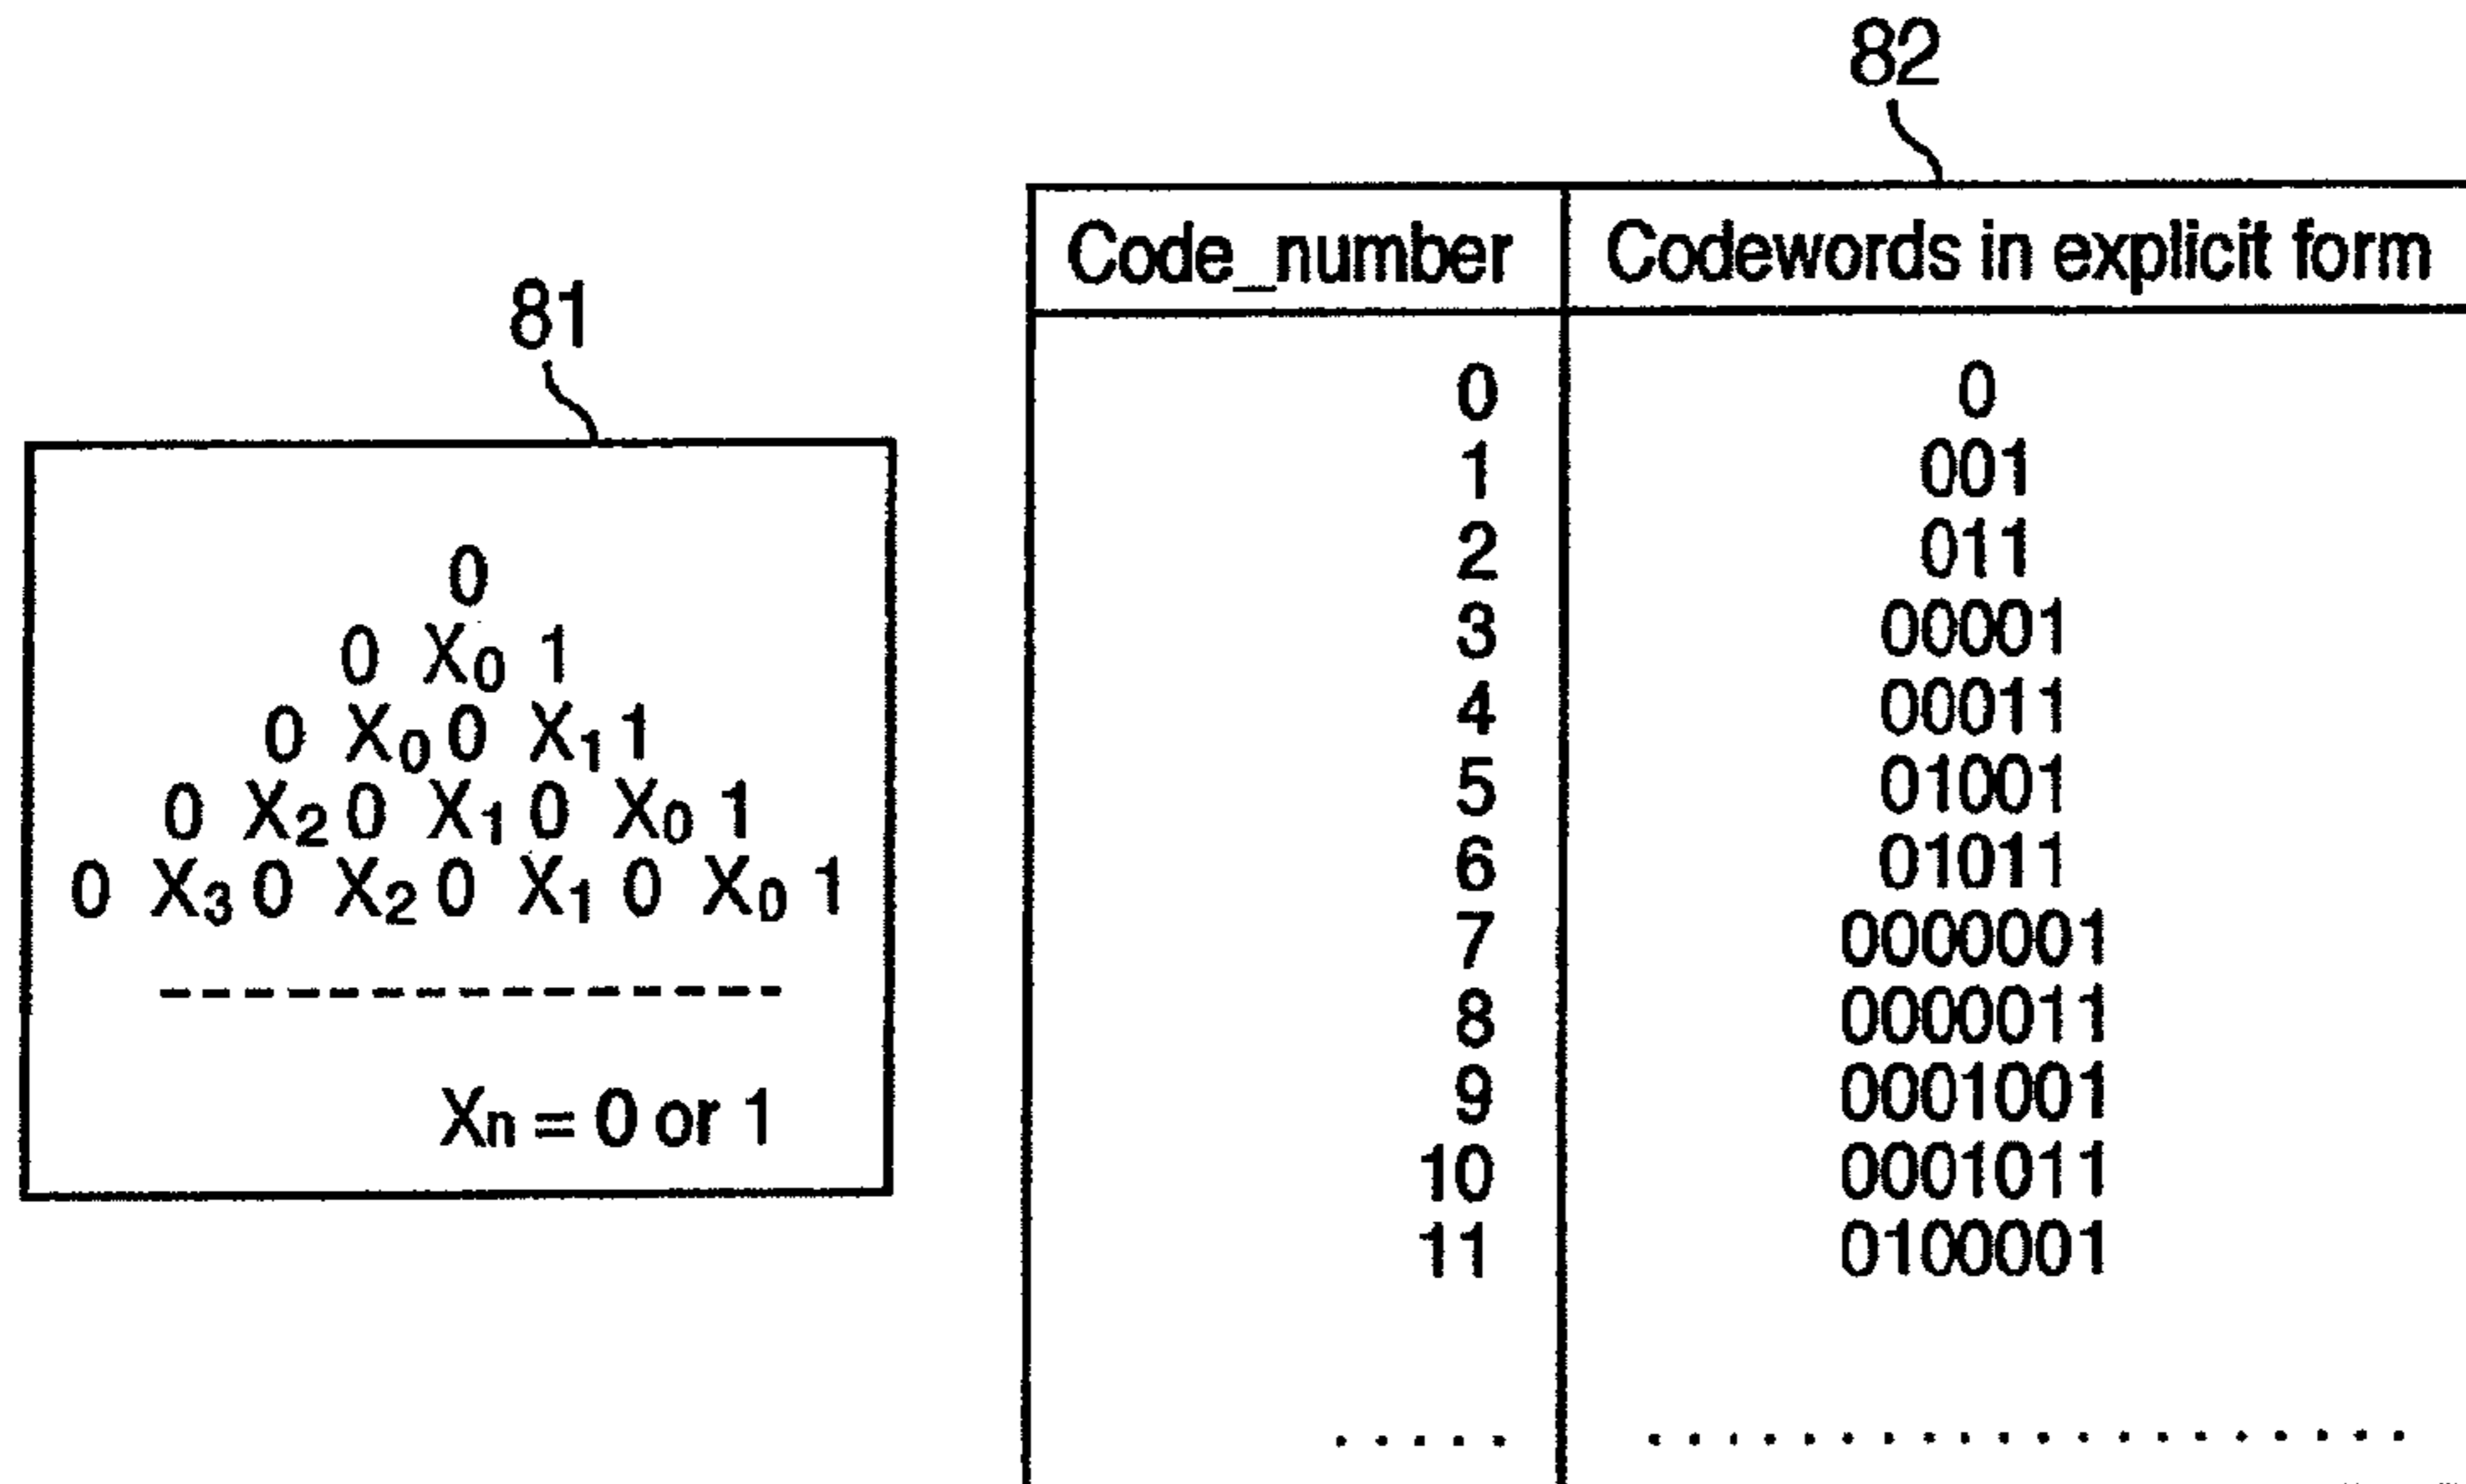 82
Code_number Codewords in explicit form
81
0 0
1 001
2 011
3 00001
4 00011
5 01001
6 01011
7 0000001
8 0000011
9 0001001
10 0001011
11 0100001
..... ....................
0
0 X0 1
0 X0 0 X1 1
0 X2 0 X1 0 X0 1
0 X3 0 X2 0 X1 0 X0 1
Xn = 0 or 1